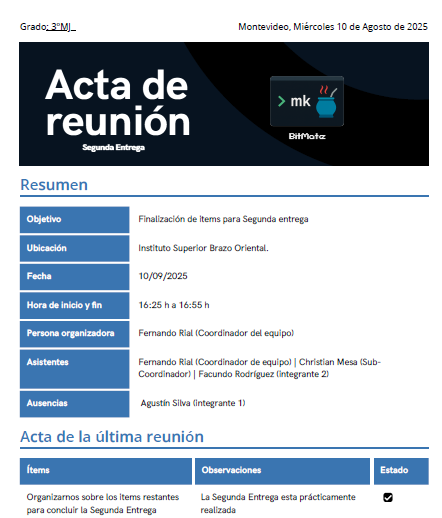 Grado: 3°MJ_
Montevideo, Miércoles 10 de Agosto de 2025
Acta de
reunión
Segunda Entrega
> mk
BitMate
Resumen
Objetivo
Finalización de items para Segunda entrega
Ubicación
Instituto Superior Brazo Oriental.
Fecha
10/09/2025
Hora de inicio y fin
16:25 h a 16:55 h
Persona organizadora
Fernando Rial (Coordinador del equipo)
Asistentes
Fernando Rial (Coordinador de equipo) | Christian Mesa (Sub-
Coordinador) | Facundo Rodríguez (integrante 2)
Ausencias
Agustín Silva (integrante 1)
Acta de la última reunión
Ítems
Observaciones
Estado
Organizarnos sobre los items restantes
para concluir la Segunda Entrega
La Segunda Entrega esta prácticamente
realizada